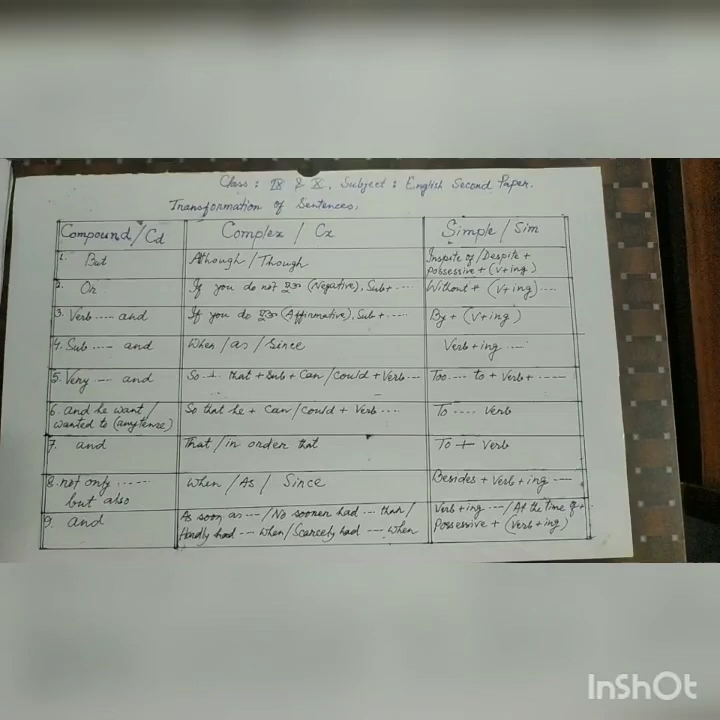 Class: IX & X. Subject: English Second Paper.
Transformation of Sentences.
Compound/Cd Complex / Cx Simple / Sim
1. But Although / Though Inspite of / Despite + Possessive + (V+ing)
2. Or If you do not (Negative), Sub+ .... Without + (V+ing) ....
3. Verb .... and If you do (Affirmative), Sub + .... By + (V+ing)
4. Sub .... and When / as / Since Verb + ing ....
5. Very --- and So ... that + sub + can / could + Verb --- Too .... to + Verb + ----
6. and he want / wanted to (any tense) So that he + can / could + Verb .... To .... Verb
7. and That / in order that To + Verb
8. not only ..... but also When / As / Since Besides + Verb + ing ---
9. and As soon as --- / No sooner had ... than / Hardly had --- when / Scarcely had --- when Verb + ing --- / At the time of + Possessive + (Verb + ing)
InShOt